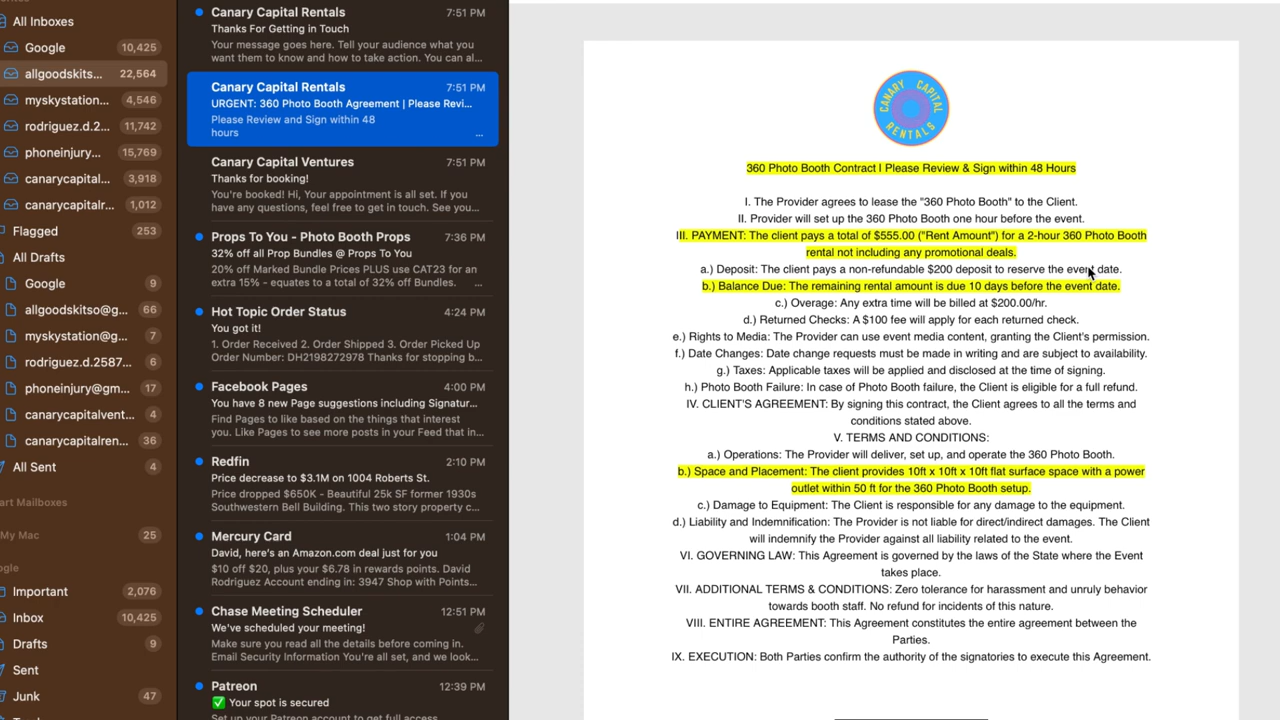 All Inboxes
Google 10,425
allgoodskits... 22,564
myskystation... 4,546
rodriguez.d.2... 11,742
phoneinjury... 15,769
canarycapital... 3,918
canarycapitalr... 1,012
Flagged 253
All Drafts
Google 9
allgoodskitso@g... 66
myskystation@g... 7
rodriguez.d.2587... 6
phoneinjury@gm... 17
canarycapitalvent... 4
canarycapitalren... 36
All Sent 4
art Mailboxes
My Mac 25
ogle
Important 2,076
Inbox 10,425
Drafts 9
Sent
Junk 47
Canary Capital Rentals 7:51 PM
Thanks For Getting in Touch
Your message goes here. Tell your audience what you
want them to know and how to take action. You can al...
Canary Capital Rentals 7:51 PM
URGENT: 360 Photo Booth Agreement | Please Revi...
Please Review and Sign within 48
hours ...
Canary Capital Ventures 7:51 PM
Thanks for booking!
You're booked! Hi, Your appointment is all set. If you
have any questions, feel free to get in touch. See you...
Props To You - Photo Booth Props 7:36 PM
32% off all Prop Bundles @ Props To You
20% off Marked Bundle Prices PLUS use CAT23 for an
extra 15% - equates to a total of 32% off Bundles. ...
Hot Topic Order Status 4:24 PM
You got it!
1. Order Received 2. Order Shipped 3. Order Picked Up
Order Number: DH2198272978 Thanks for stopping b...
Facebook Pages 4:00 PM
You have 8 new Page suggestions including Signatur...
Find Pages to like based on the things that interest
you. Like Pages to see more posts in your Feed that in...
Redfin 2:10 PM
Price decrease to $3.1M on 1004 Roberts St.
Price dropped $650K - Beautiful 25k SF former 1930s
Southwestern Bell Building. This two story property c...
Mercury Card 1:04 PM
David, here's an Amazon.com deal just for you
$10 off $20, plus your $6.78 in rewards points. David
Rodriguez Account ending in: 3947 Shop with Points...
Chase Meeting Scheduler 12:51 PM
We've scheduled your meeting!
Make sure you read all the details before coming in.
Email Security Information You're all set, and we look...
Patreon 12:39 PM
✅ Your spot is secured
Set up your Patreon account to get full access
CANARY CAPITAL
RENTALS
360 Photo Booth Contract I Please Review & Sign within 48 Hours
I. The Provider agrees to lease the "360 Photo Booth" to the Client.
II. Provider will set up the 360 Photo Booth one hour before the event.
III. PAYMENT: The client pays a total of $555.00 ("Rent Amount") for a 2-hour 360 Photo Booth
rental not including any promotional deals.
a.) Deposit: The client pays a non-refundable $200 deposit to reserve the event date.
b.) Balance Due: The remaining rental amount is due 10 days before the event date.
c.) Overage: Any extra time will be billed at $200.00/hr.
d.) Returned Checks: A $100 fee will apply for each returned check.
e.) Rights to Media: The Provider can use event media content, granting the Client's permission.
f.) Date Changes: Date change requests must be made in writing and are subject to availability.
g.) Taxes: Applicable taxes will be applied and disclosed at the time of signing.
h.) Photo Booth Failure: In case of Photo Booth failure, the Client is eligible for a full refund.
IV. CLIENT'S AGREEMENT: By signing this contract, the Client agrees to all the terms and
conditions stated above.
V. TERMS AND CONDITIONS:
a.) Operations: The Provider will deliver, set up, and operate the 360 Photo Booth.
b.) Space and Placement: The client provides 10ft x 10ft x 10ft flat surface space with a power
outlet within 50 ft for the 360 Photo Booth setup.
c.) Damage to Equipment: The Client is responsible for any damage to the equipment.
d.) Liability and Indemnification: The Provider is not liable for direct/indirect damages. The Client
will indemnify the Provider against all liability related to the event.
VI. GOVERNING LAW: This Agreement is governed by the laws of the State where the Event
takes place.
VII. ADDITIONAL TERMS & CONDITIONS: Zero tolerance for harassment and unruly behavior
towards booth staff. No refund for incidents of this nature.
VIII. ENTIRE AGREEMENT: This Agreement constitutes the entire agreement between the
Parties.
IX. EXECUTION: Both Parties confirm the authority of the signatories to execute this Agreement.